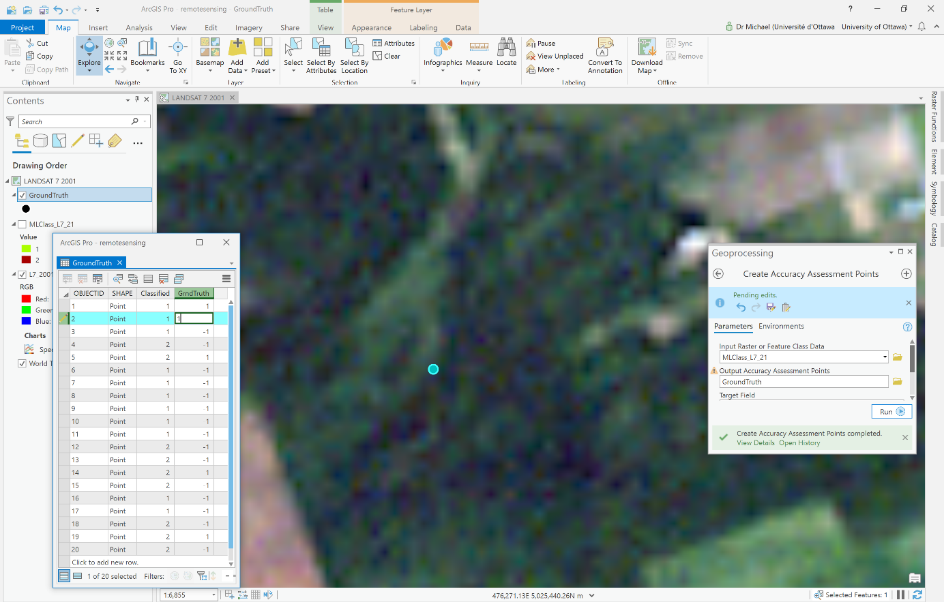 ArcGIS Pro - remotesensing - GroundTruth
Table
Feature Layer
?
Project
Map
Insert
Analysis
View
Edit
Imagery
Share
View
Appearance
Labeling
Data
Dr Michael (Université d'Ottawa
University of Ottawa)
Paste
Cut
Copy
Copy Path
Clipboard
Explore
Bookmarks
Go To XY
Navigate
Basemap
Add Data
Add Preset
Layer
Select
Select By Attributes
Select By Location
Attributes
Clear
Selection
Infographics
Measure
Locate
Inquiry
Pause
View Unplaced
More
Convert To Annotation
Labeling
Download Map
Sync
Remove
Offline
Contents
Search
Drawing Order
LANDSAT 7 2001
GroundTruth
MLClass_L7_21
Value
1
2
L7 200
RGB
Red:
Green
Blue:
Charts
Spe
World T
LANDSAT 7 2001
Raster Functions
Element
Symbology
Catalog
ArcGIS Pro - remotesensing
GroundTruth
OBJECTID SHAPE Classified GrndTruth
1 Point 1 1
2 Point 1 1
3 Point 1 -1
4 Point 2 -1
5 Point 2 1
6 Point 1 -1
7 Point 1 -1
8 Point 1 -1
9 Point 1 1
10 Point 1 1
11 Point 1 -1
12 Point 2 -1
13 Point 2 -1
14 Point 2 1
15 Point 2 -1
16 Point 1 -1
17 Point 1 -1
18 Point 2 -1
19 Point 2 1
20 Point 2 -1
Click to add new row.
1 of 20 selected
Filters:
Geoprocessing
Create Accuracy Assessment Points
Pending edits.
Parameters
Environments
Input Raster or Feature Class Data
MLClass_L7_21
Output Accuracy Assessment Points
GroundTruth
Target Field
Run
Create Accuracy Assessment Points completed.
View Details Open History
1:6,855
476,271.13E 5,025,440.26N m
Selected Features: 1